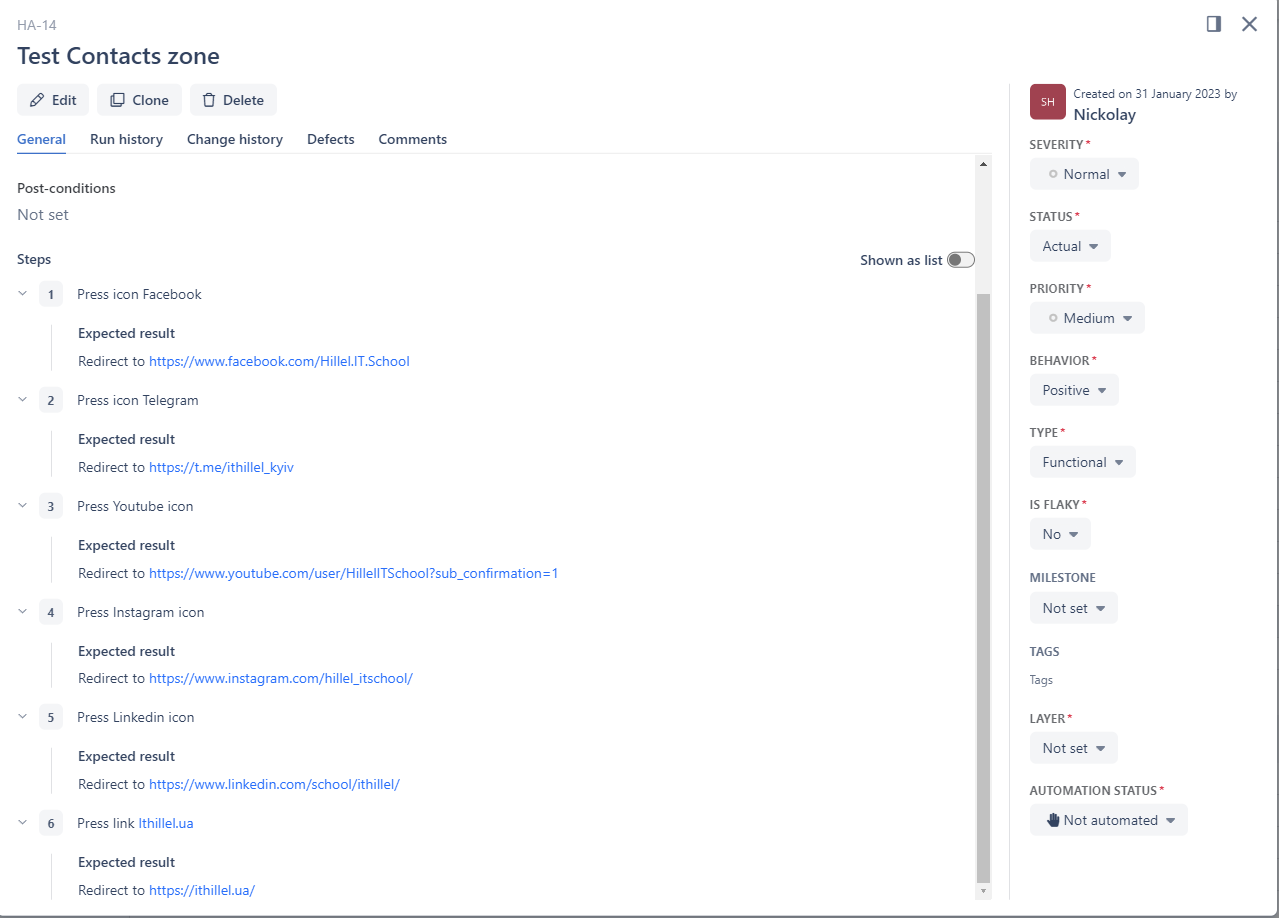 HA-14
Test Contacts zone
Edit
Clone
Delete
General
Run history
Change history
Defects
Comments
Post-conditions
Not set
Steps
Shown as list
1 Press icon Facebook
Expected result
Redirect to https://www.facebook.com/Hillel.IT.School
2 Press icon Telegram
Expected result
Redirect to https://t.me/ithillel_kyiv
3 Press Youtube icon
Expected result
Redirect to https://www.youtube.com/user/HillelITSchool?sub_confirmation=1
4 Press Instagram icon
Expected result
Redirect to https://www.instagram.com/hillel_itschool/
5 Press Linkedin icon
Expected result
Redirect to https://www.linkedin.com/school/ithillel/
6 Press link Ithillel.ua
Expected result
Redirect to https://ithillel.ua/
SH
Created on 31 January 2023 by
Nickolay
SEVERITY*
Normal
STATUS*
Actual
PRIORITY*
Medium
BEHAVIOR*
Positive
TYPE*
Functional
IS FLAKY*
No
MILESTONE
Not set
TAGS
Tags
LAYER*
Not set
AUTOMATION STATUS*
Not automated